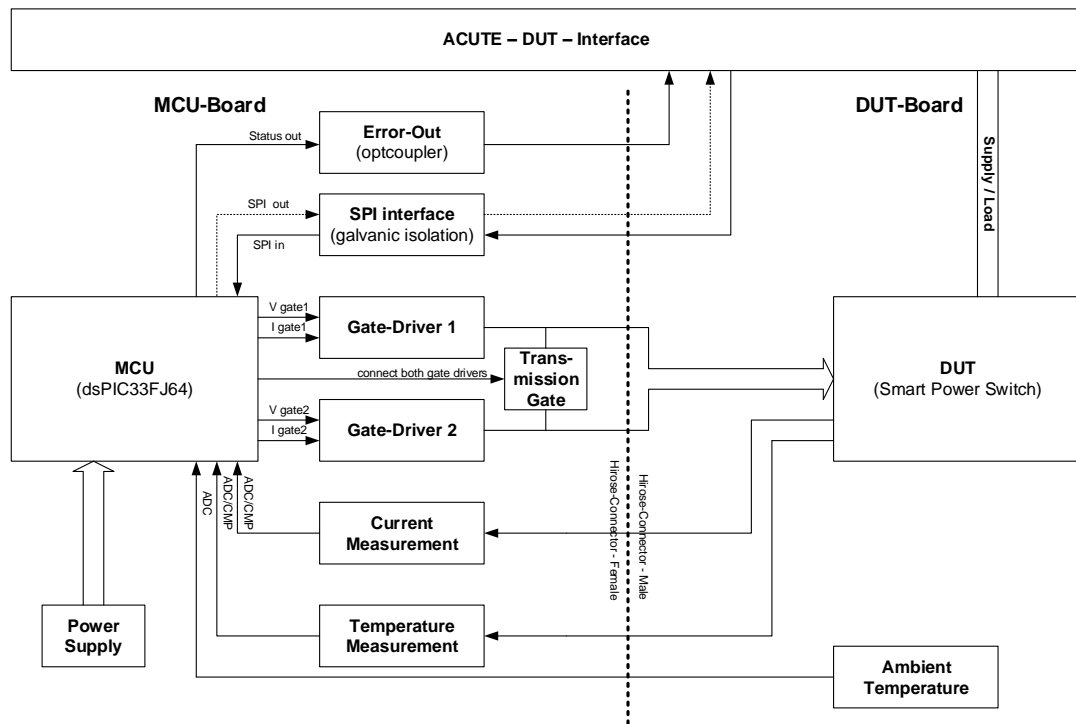 ACUTE – DUT – Interface
MCU-Board
DUT-Board
Status out
Error-Out
(optcoupler)
Supply / Load
SPI out
SPI interface
(galvanic isolation)
SPI in
V gate1
I gate1
Gate-Driver 1
MCU
(dsPIC33FJ64)
connect both gate drivers
Trans-
mission
Gate
DUT
(Smart Power Switch)
V gate2
I gate2
Gate-Driver 2
ADC
ADC/CMP
ADC/CMP
Current
Measurement
Hirose-Connector - Female
Hirose-Connector - Male
Power
Supply
Temperature
Measurement
Ambient
Temperature